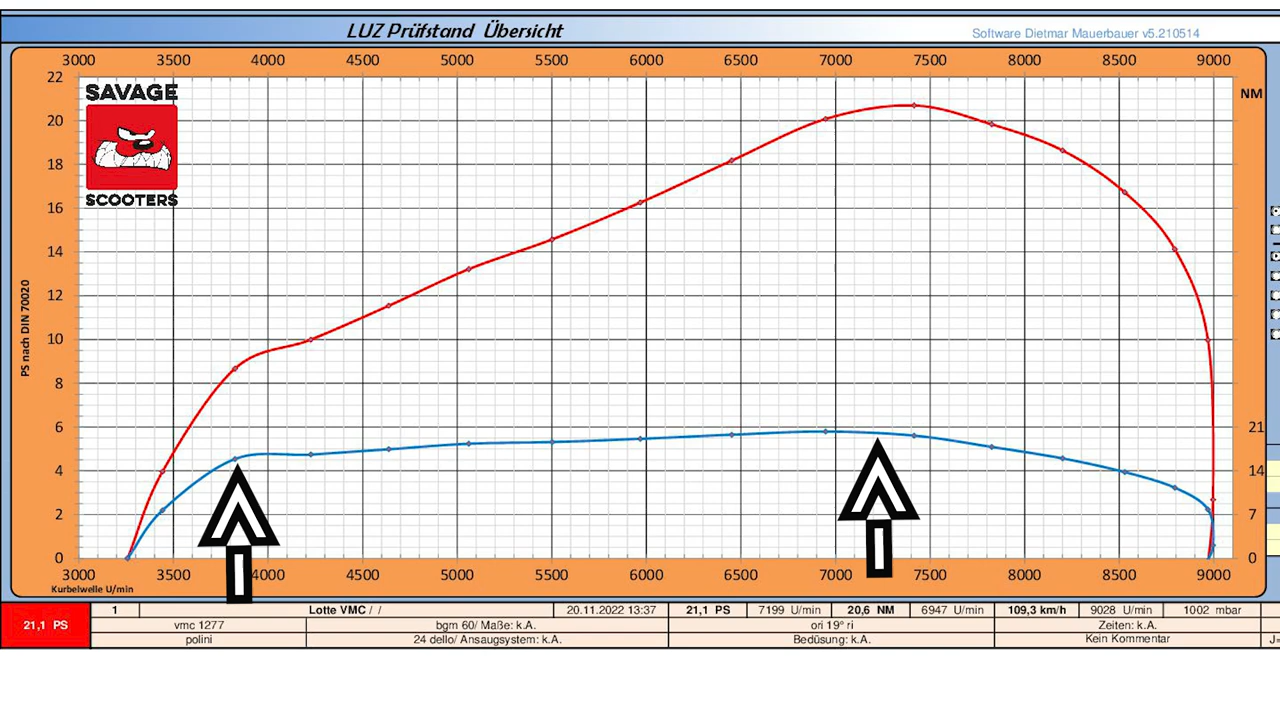 LUZ Prüfstand Übersicht
Software Dietmar Mauerbauer v5.210514
3000 3500 4000 4500 5000 5500 6000 6500 7000 7500 8000 8500 9000
22
SAVAGE
NM
20
18
SCOOTERS
16
14
12
PS nach DIN 70020
10
8
6 21
4 14
2 7
0 0
3000 3500 4000 4500 5000 5500 6000 6500 7000 7500 8000 8500 9000
Kurbelwelle U/min
21,1 PS
1 Lotte VMC / / 20.11.2022 13:37 21,1 PS 7199 U/min 20,6 NM 6947 U/min 109,3 km/h 9028 U/min 1002 mbar
vmc 1277 bgm 60/ Maße: k.A. ori 19° ri Zeiten: k.A.
polini 24 dello/ Ansaugsystem: k.A. Bedüsung: k.A. Kein Kommentar J=